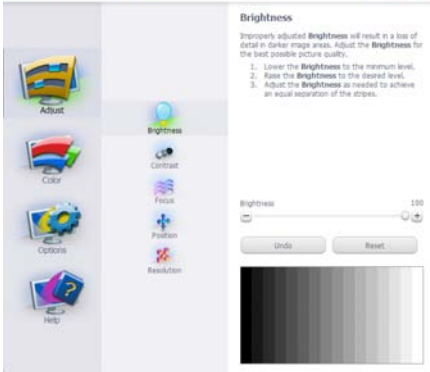 Adjust
Color
Options
Help
Brightness
Contrast
Focus
Position
Resolution
Brightness
Improperly adjusted Brightness will result in a loss of
detail in darker image areas. Adjust the Brightness for
the best possible picture quality.
1. Lower the Brightness to the minimum level.
2. Raise the Brightness to the desired level.
3. Adjust the Brightness as needed to achieve
an equal separation of the stripes.
Brightness 100
Undo Reset